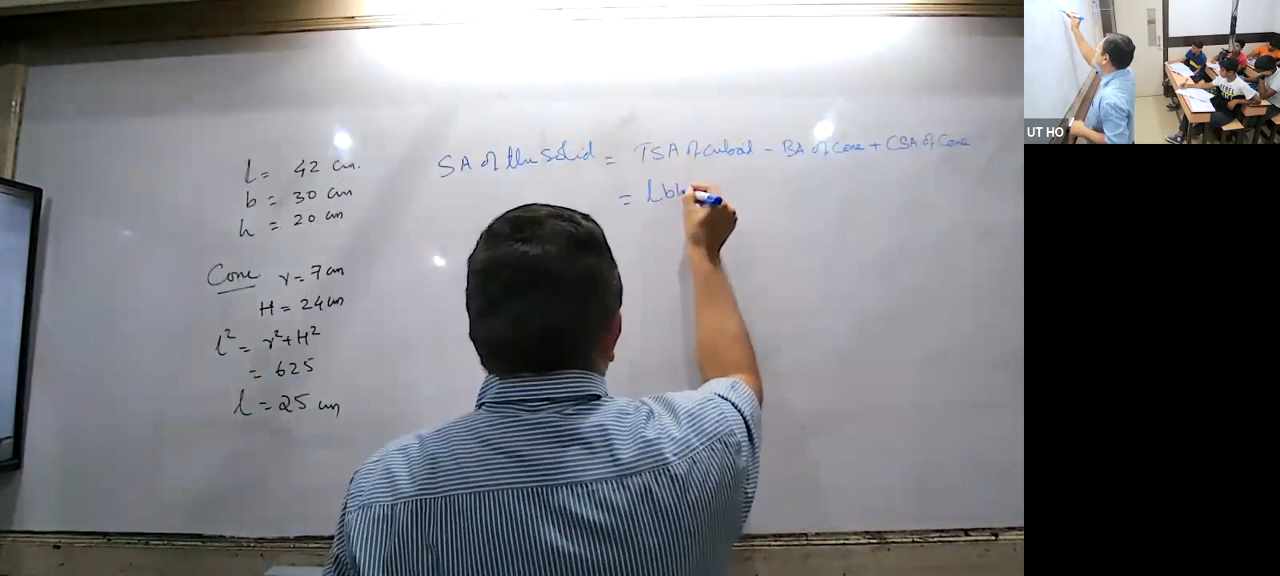 l = 42 cm.
b = 30 cm
h = 20 cm
Cone r = 7 cm
H = 24 cm
l² = r² + H²
= 625
l = 25 cm
SA of the Solid = TSA of cuboid - BA of Cone + CSA of Cone
= lbh
UT HO